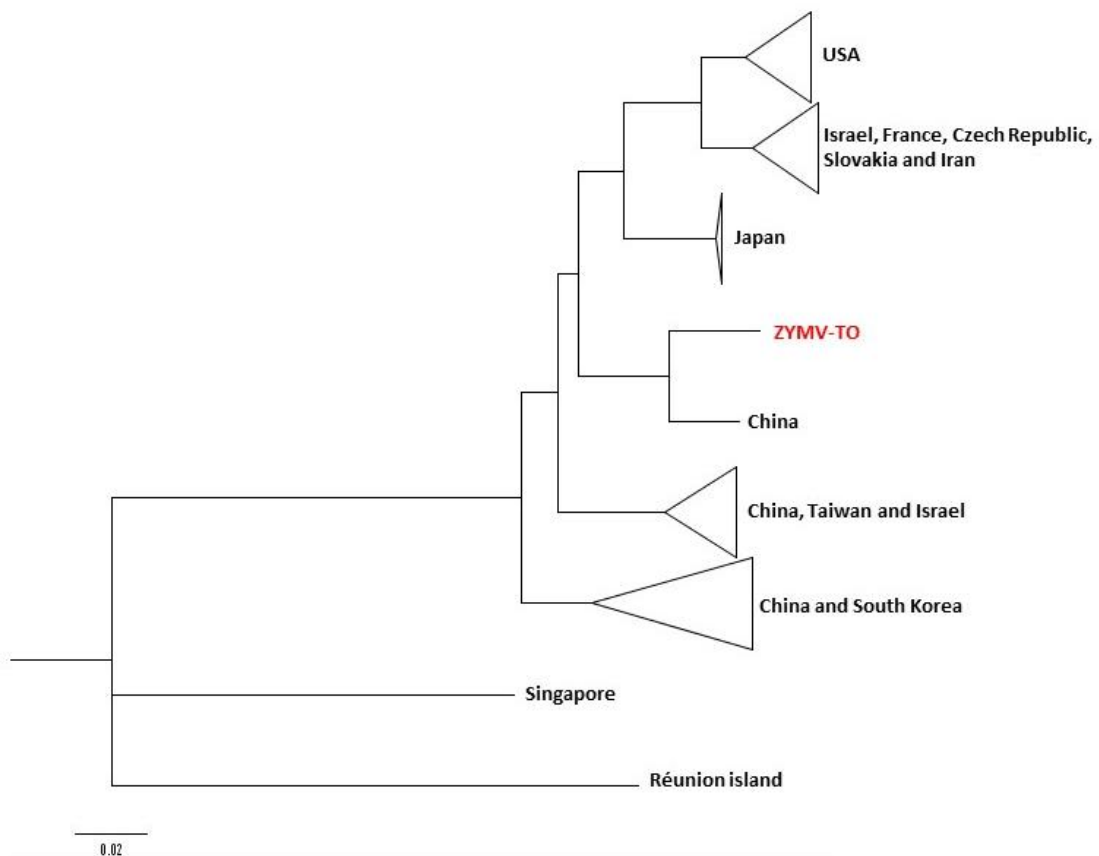 USA
Israel, France, Czech Republic,
Slovakia and Iran
Japan
ZYMV-TO
China
China, Taiwan and Israel
China and South Korea
Singapore
Réunion island
0.02